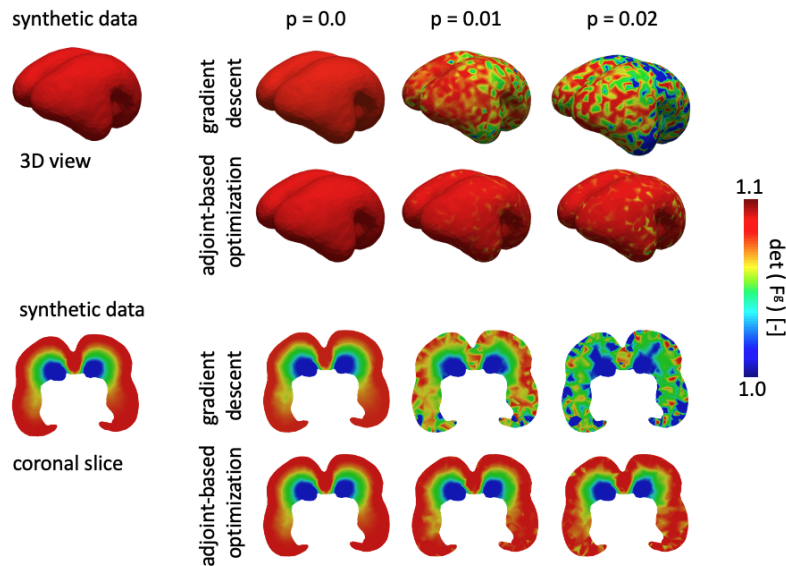 synthetic data
p = 0.0
p = 0.01
p = 0.02
gradient
descent
3D view
adjoint-based
optimization
1.1
det ( Fᵍ ) [-]
1.0
synthetic data
gradient
descent
coronal slice
adjoint-based
optimization